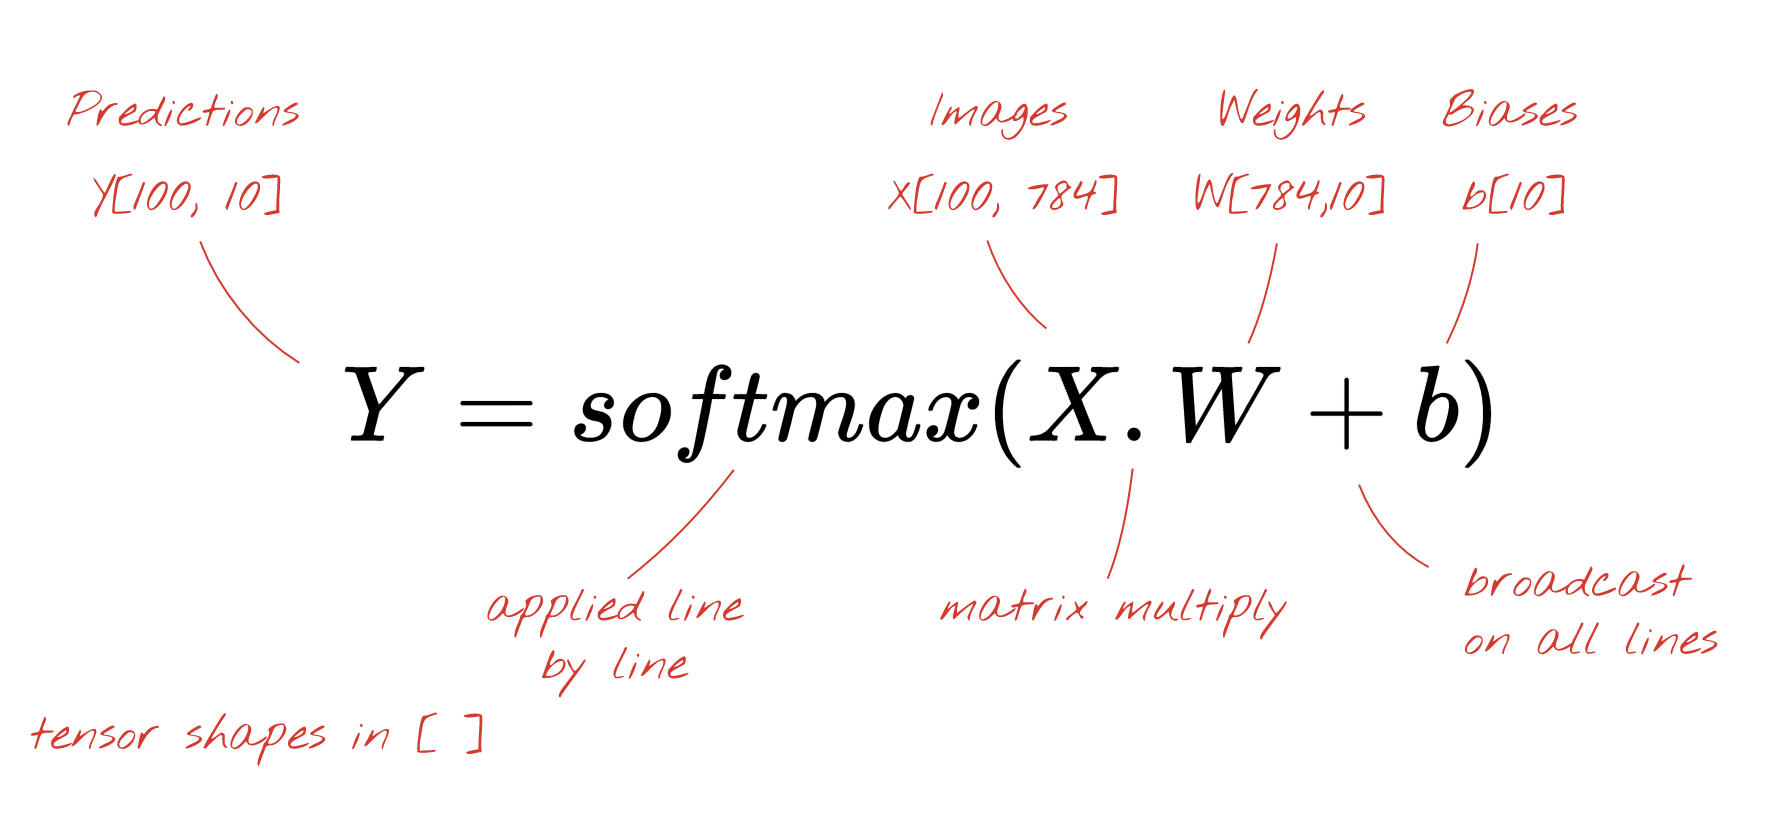 Predictions
Images
Weights
Biases
Y[100, 10]
X[100, 784]
W[784,10]
b[10]
Y = softmax(X.W + b)
applied line
by line
matrix multiply
broadcast
on all lines
tensor shapes in [ ]